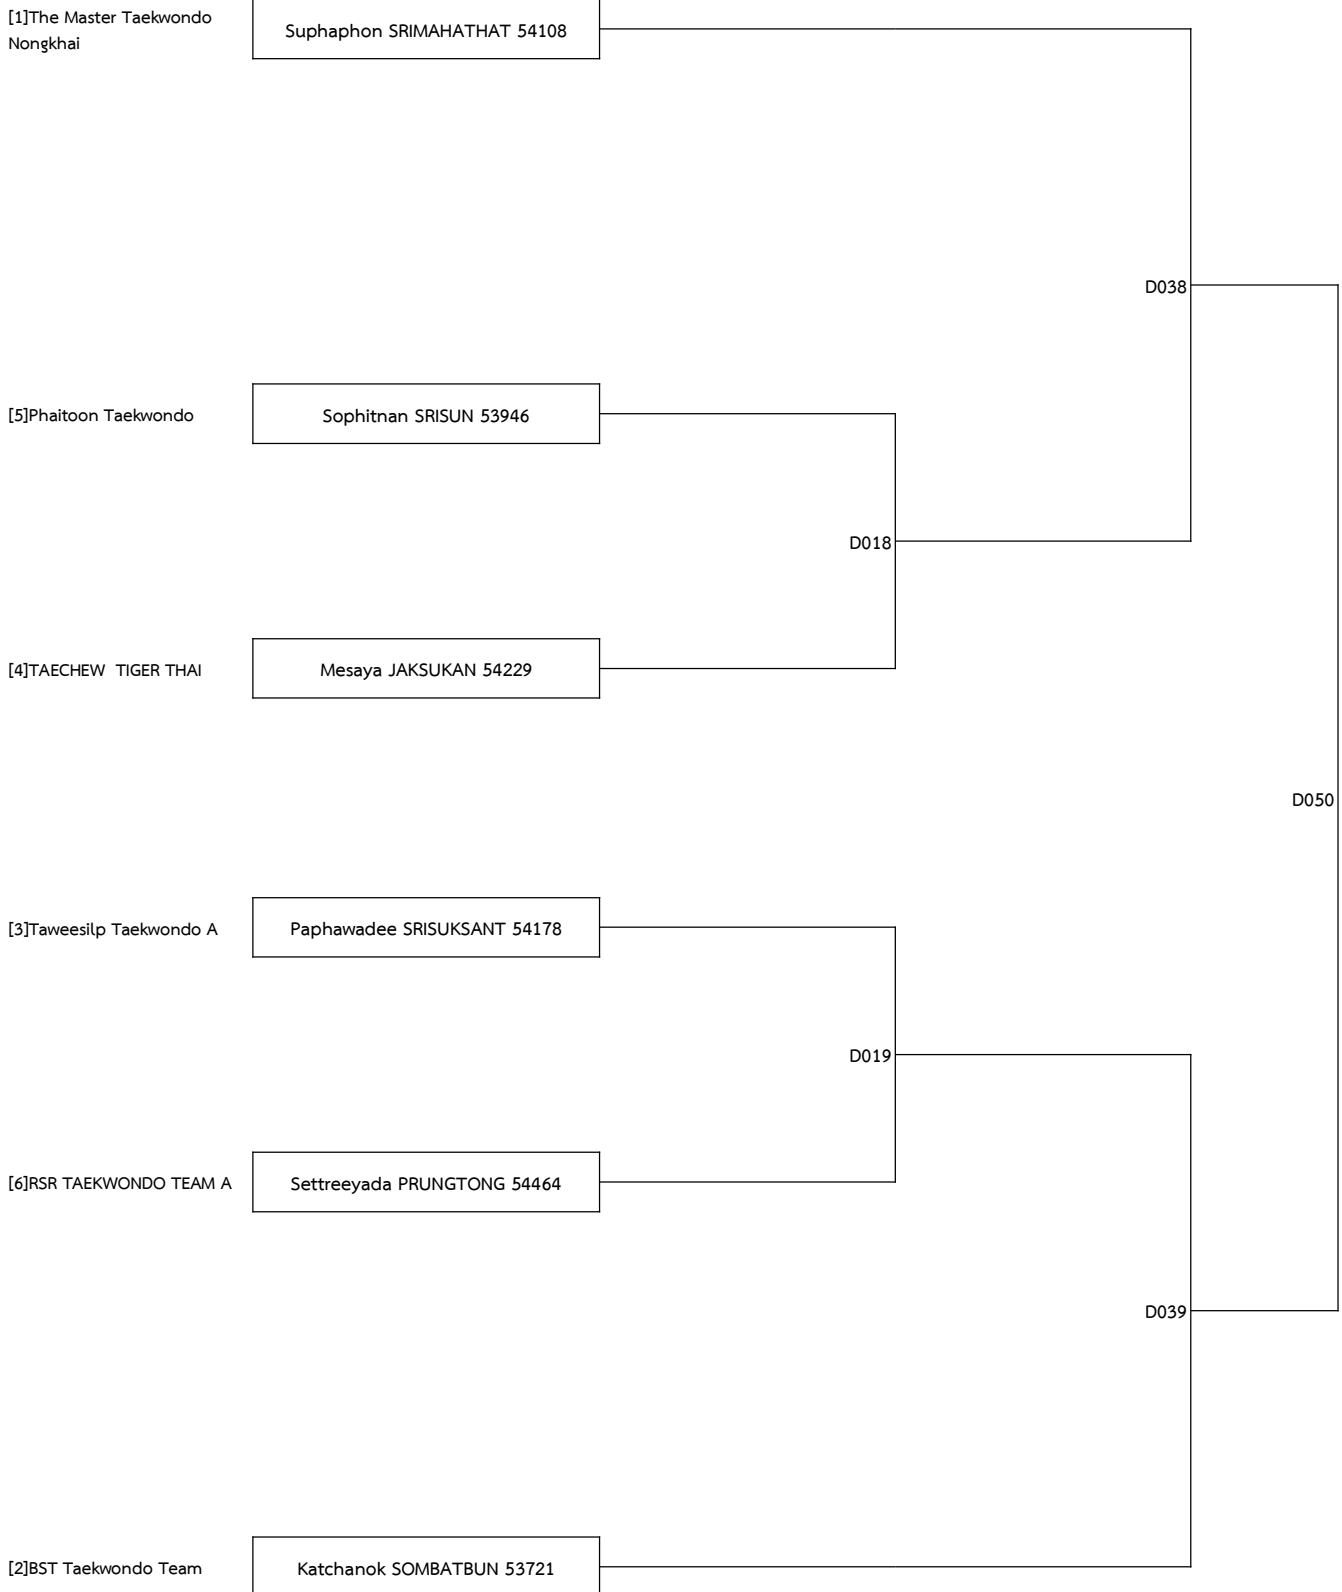 [1]The Master Taekwondo
Nongkhai
Suphaphon SRIMAHATHAT 54108
D038
[5]Phaitoon Taekwondo
Sophitnan SRISUN 53946
D018
[4]TAECHEW  TIGER THAI
Mesaya JAKSUKAN 54229
D050
[3]Taweesilp Taekwondo A
Paphawadee SRISUKSANT 54178
D019
[6]RSR TAEKWONDO TEAM A
Settreeyada PRUNGTONG 54464
D039
[2]BST Taekwondo Team
Katchanok SOMBATBUN 53721